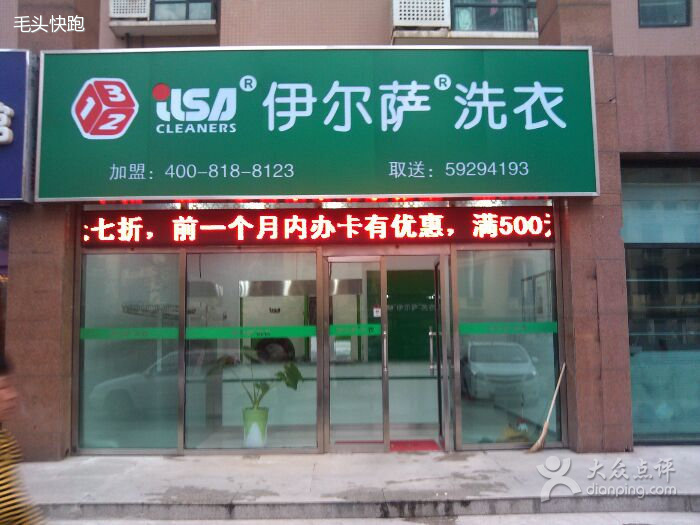 毛头快跑
132 ilSA® CLEANERS 伊尔萨® 洗衣
加盟：400-818-8123 取送：59294193
七折，前一个月内办卡有优惠，满500
伊尔萨洗衣
大众点评
dianping.com